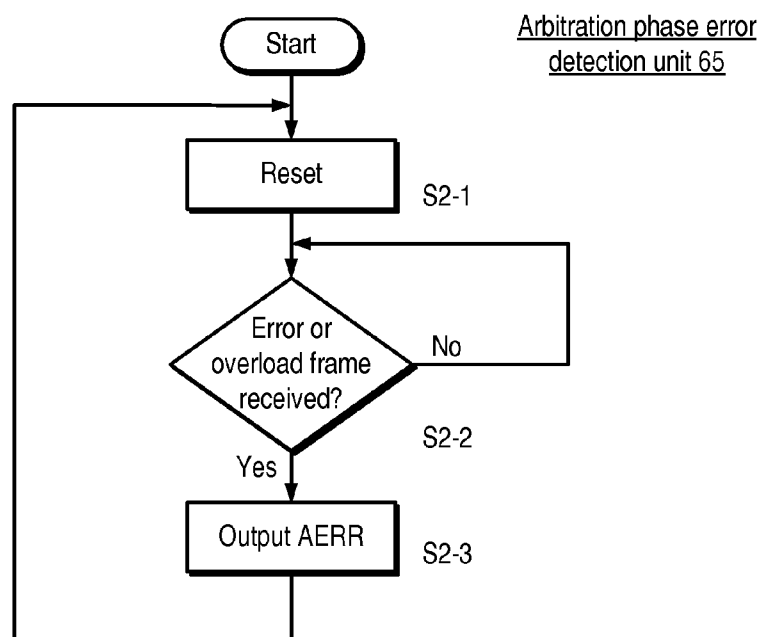 Arbitration phase error
detection unit 65
Start
Reset
S2-1
Error or
overload frame
received?
No
S2-2
Yes
Output AERR
S2-3